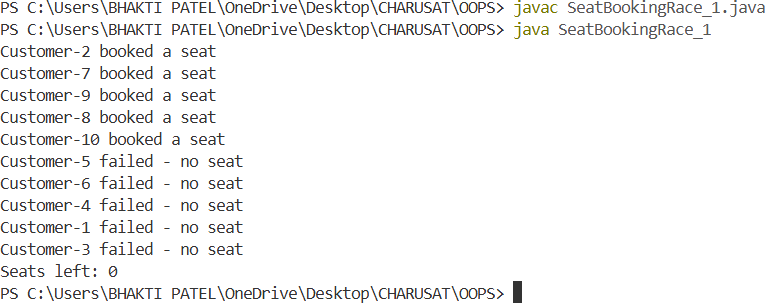 PS C:\Users\BHAKTI PATEL\OneDrive\Desktop\CHARUSAT\OOPS> javac SeatBookingRace_1.java
PS C:\Users\BHAKTI PATEL\OneDrive\Desktop\CHARUSAT\OOPS> java SeatBookingRace_1
Customer-2 booked a seat
Customer-7 booked a seat
Customer-9 booked a seat
Customer-8 booked a seat
Customer-10 booked a seat
Customer-5 failed - no seat
Customer-6 failed - no seat
Customer-4 failed - no seat
Customer-1 failed - no seat
Customer-3 failed - no seat
Seats left: 0
PS C:\Users\BHAKTI PATEL\OneDrive\Desktop\CHARUSAT\OOPS>